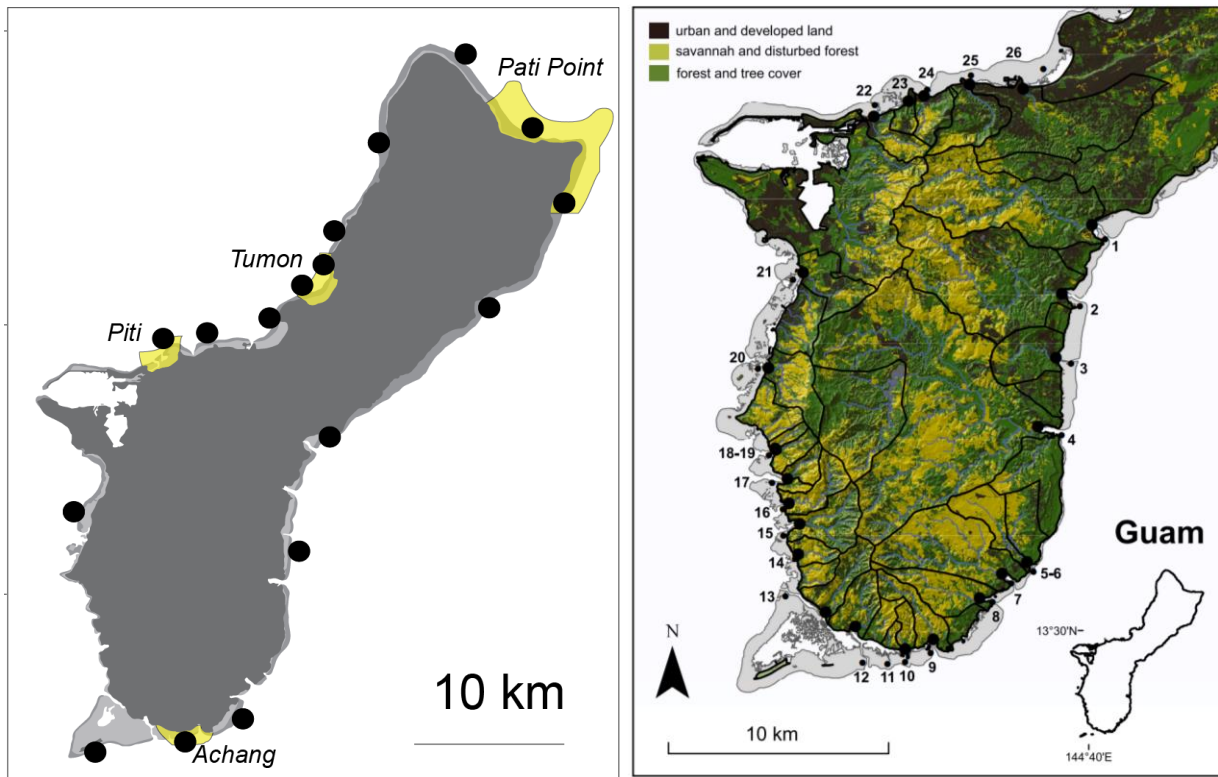 Pati Point
Tumon
Piti
10 km
Achang
urban and developed land
savannah and disturbed forest
forest and tree cover
26
25
24
23
22
1
2
21
3
20
4
18-19
17
16
15
14
Guam
5-6
7
13
8
13°30'N
N
9
12
11
10
10 km
144°40'E